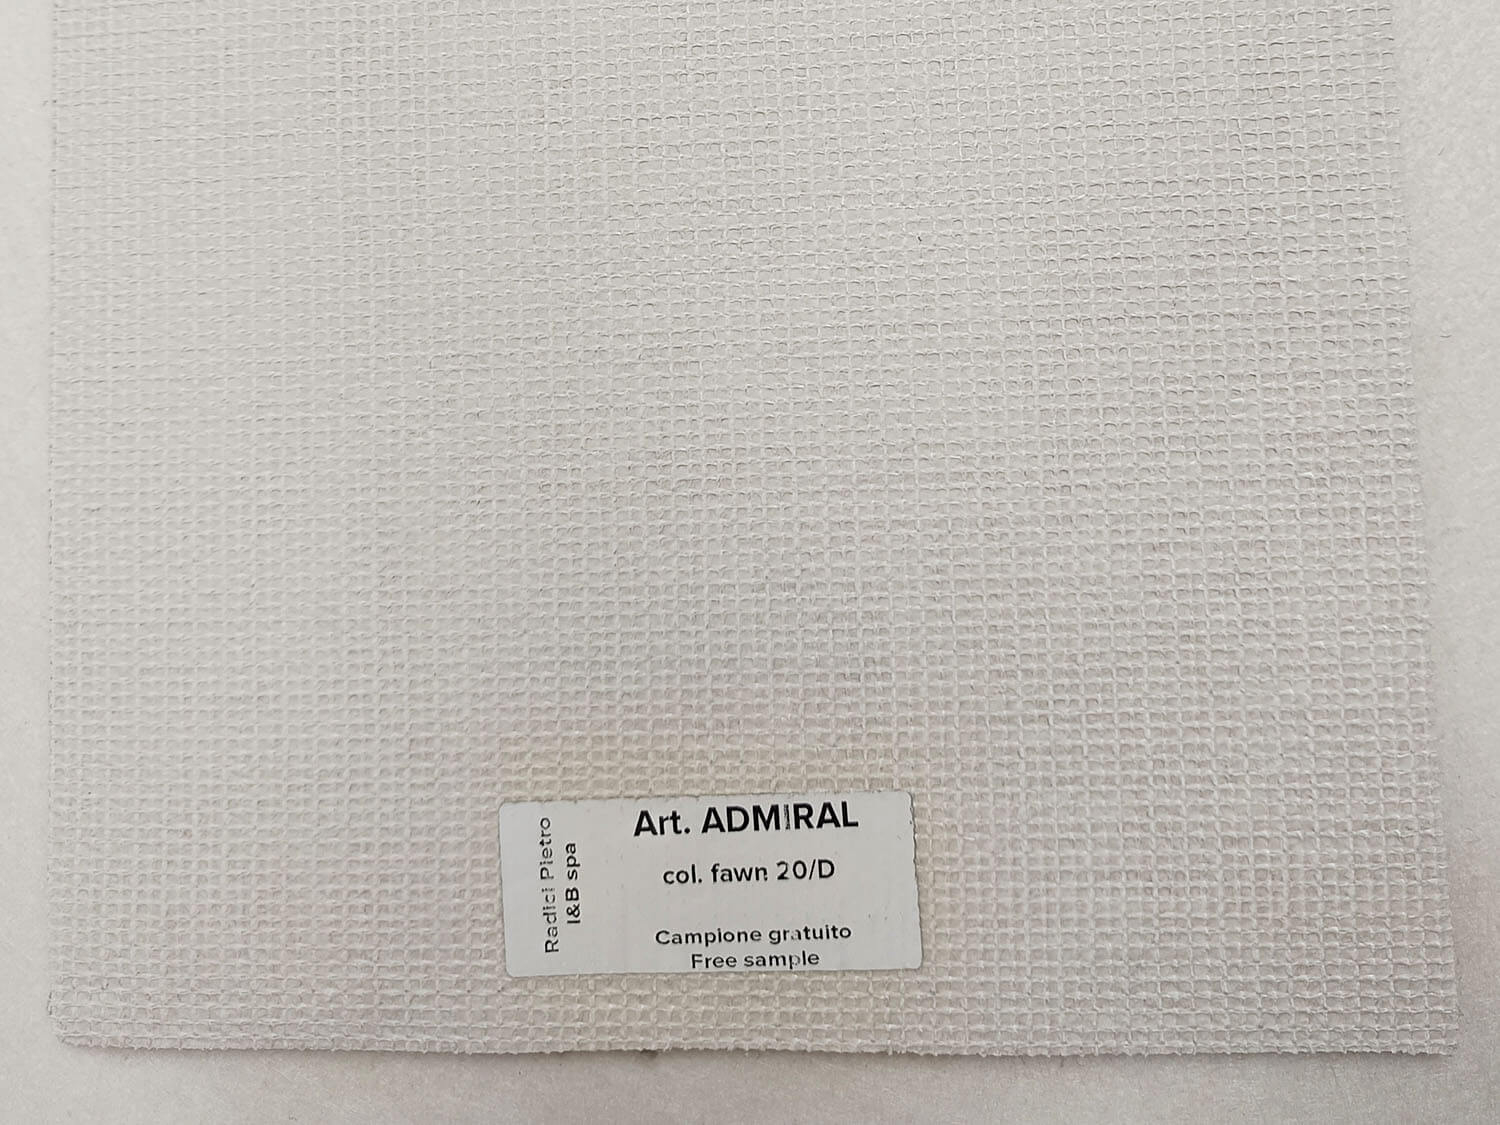 Radici Pietro
I&B spa
Art. ADMIRAL
col. fawn 20/D
Campione gratuito
Free sample